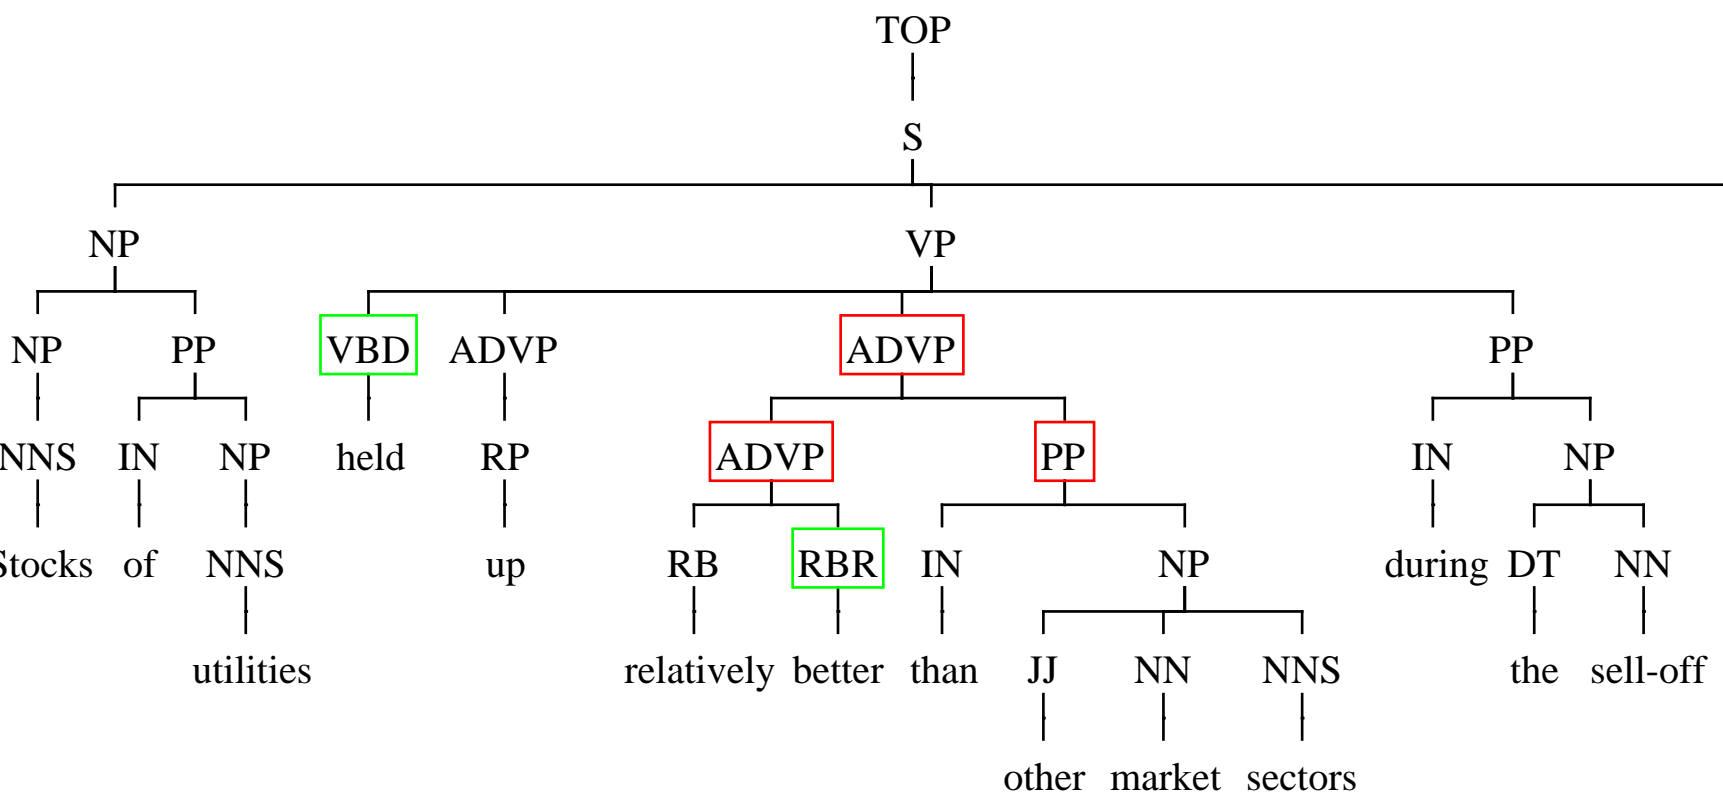 TOP
S
NP VP
NP PP VBD ADVP ADVP PP
NNS IN NP held RP ADVP PP IN NP
Stocks of NNS up RB RBR IN NP during DT NN
utilities relatively better than JJ NN NNS the sell-off
other market sectors